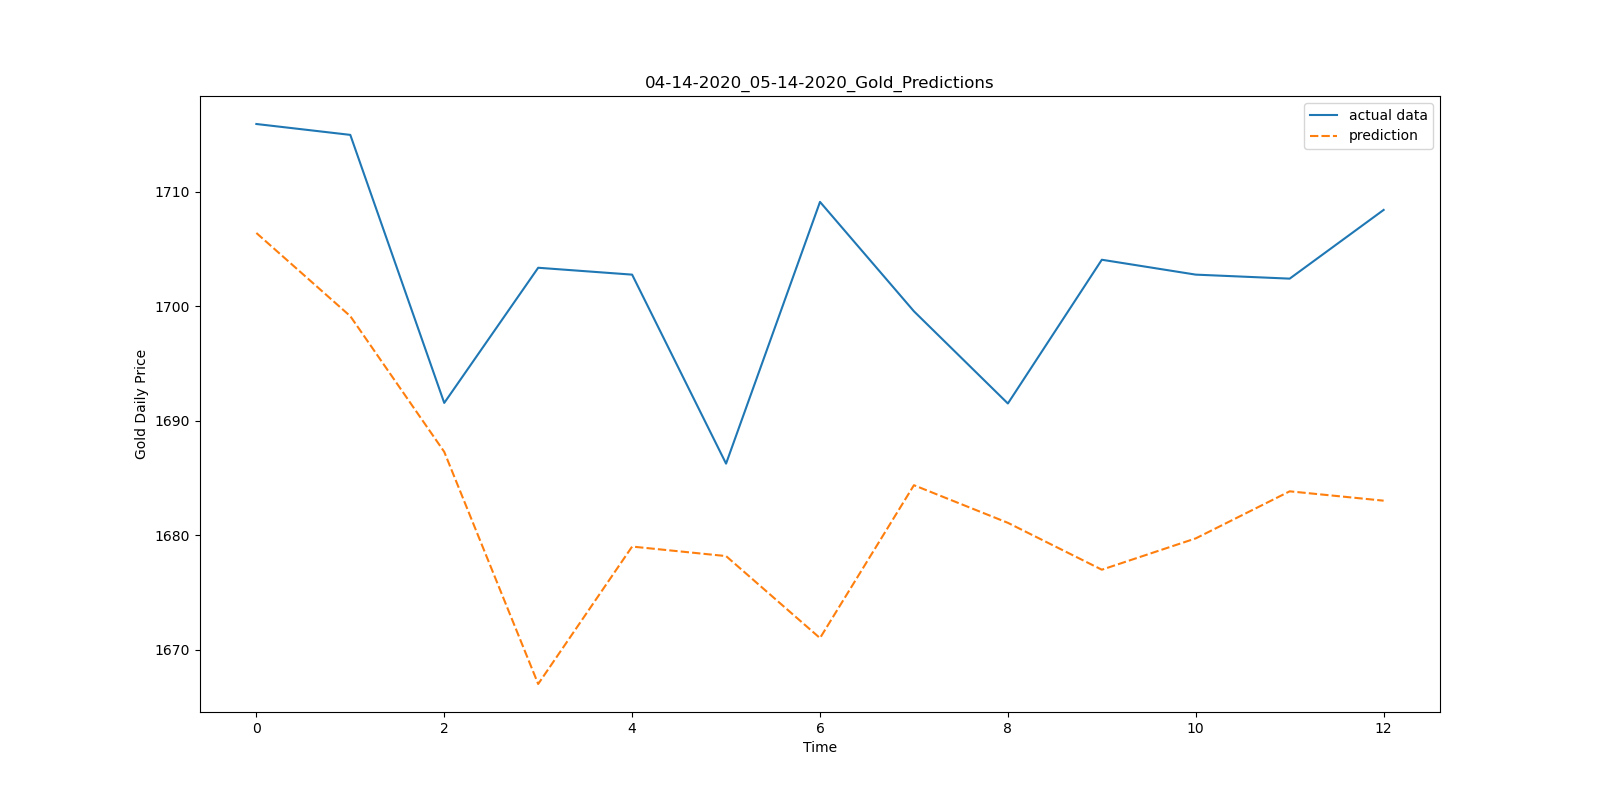 04-14-2020_05-14-2020_Gold_Predictions
actual data
prediction
Gold Daily Price
1710
1700
1690
1680
1670
0 2 4 6 8 10 12
Time